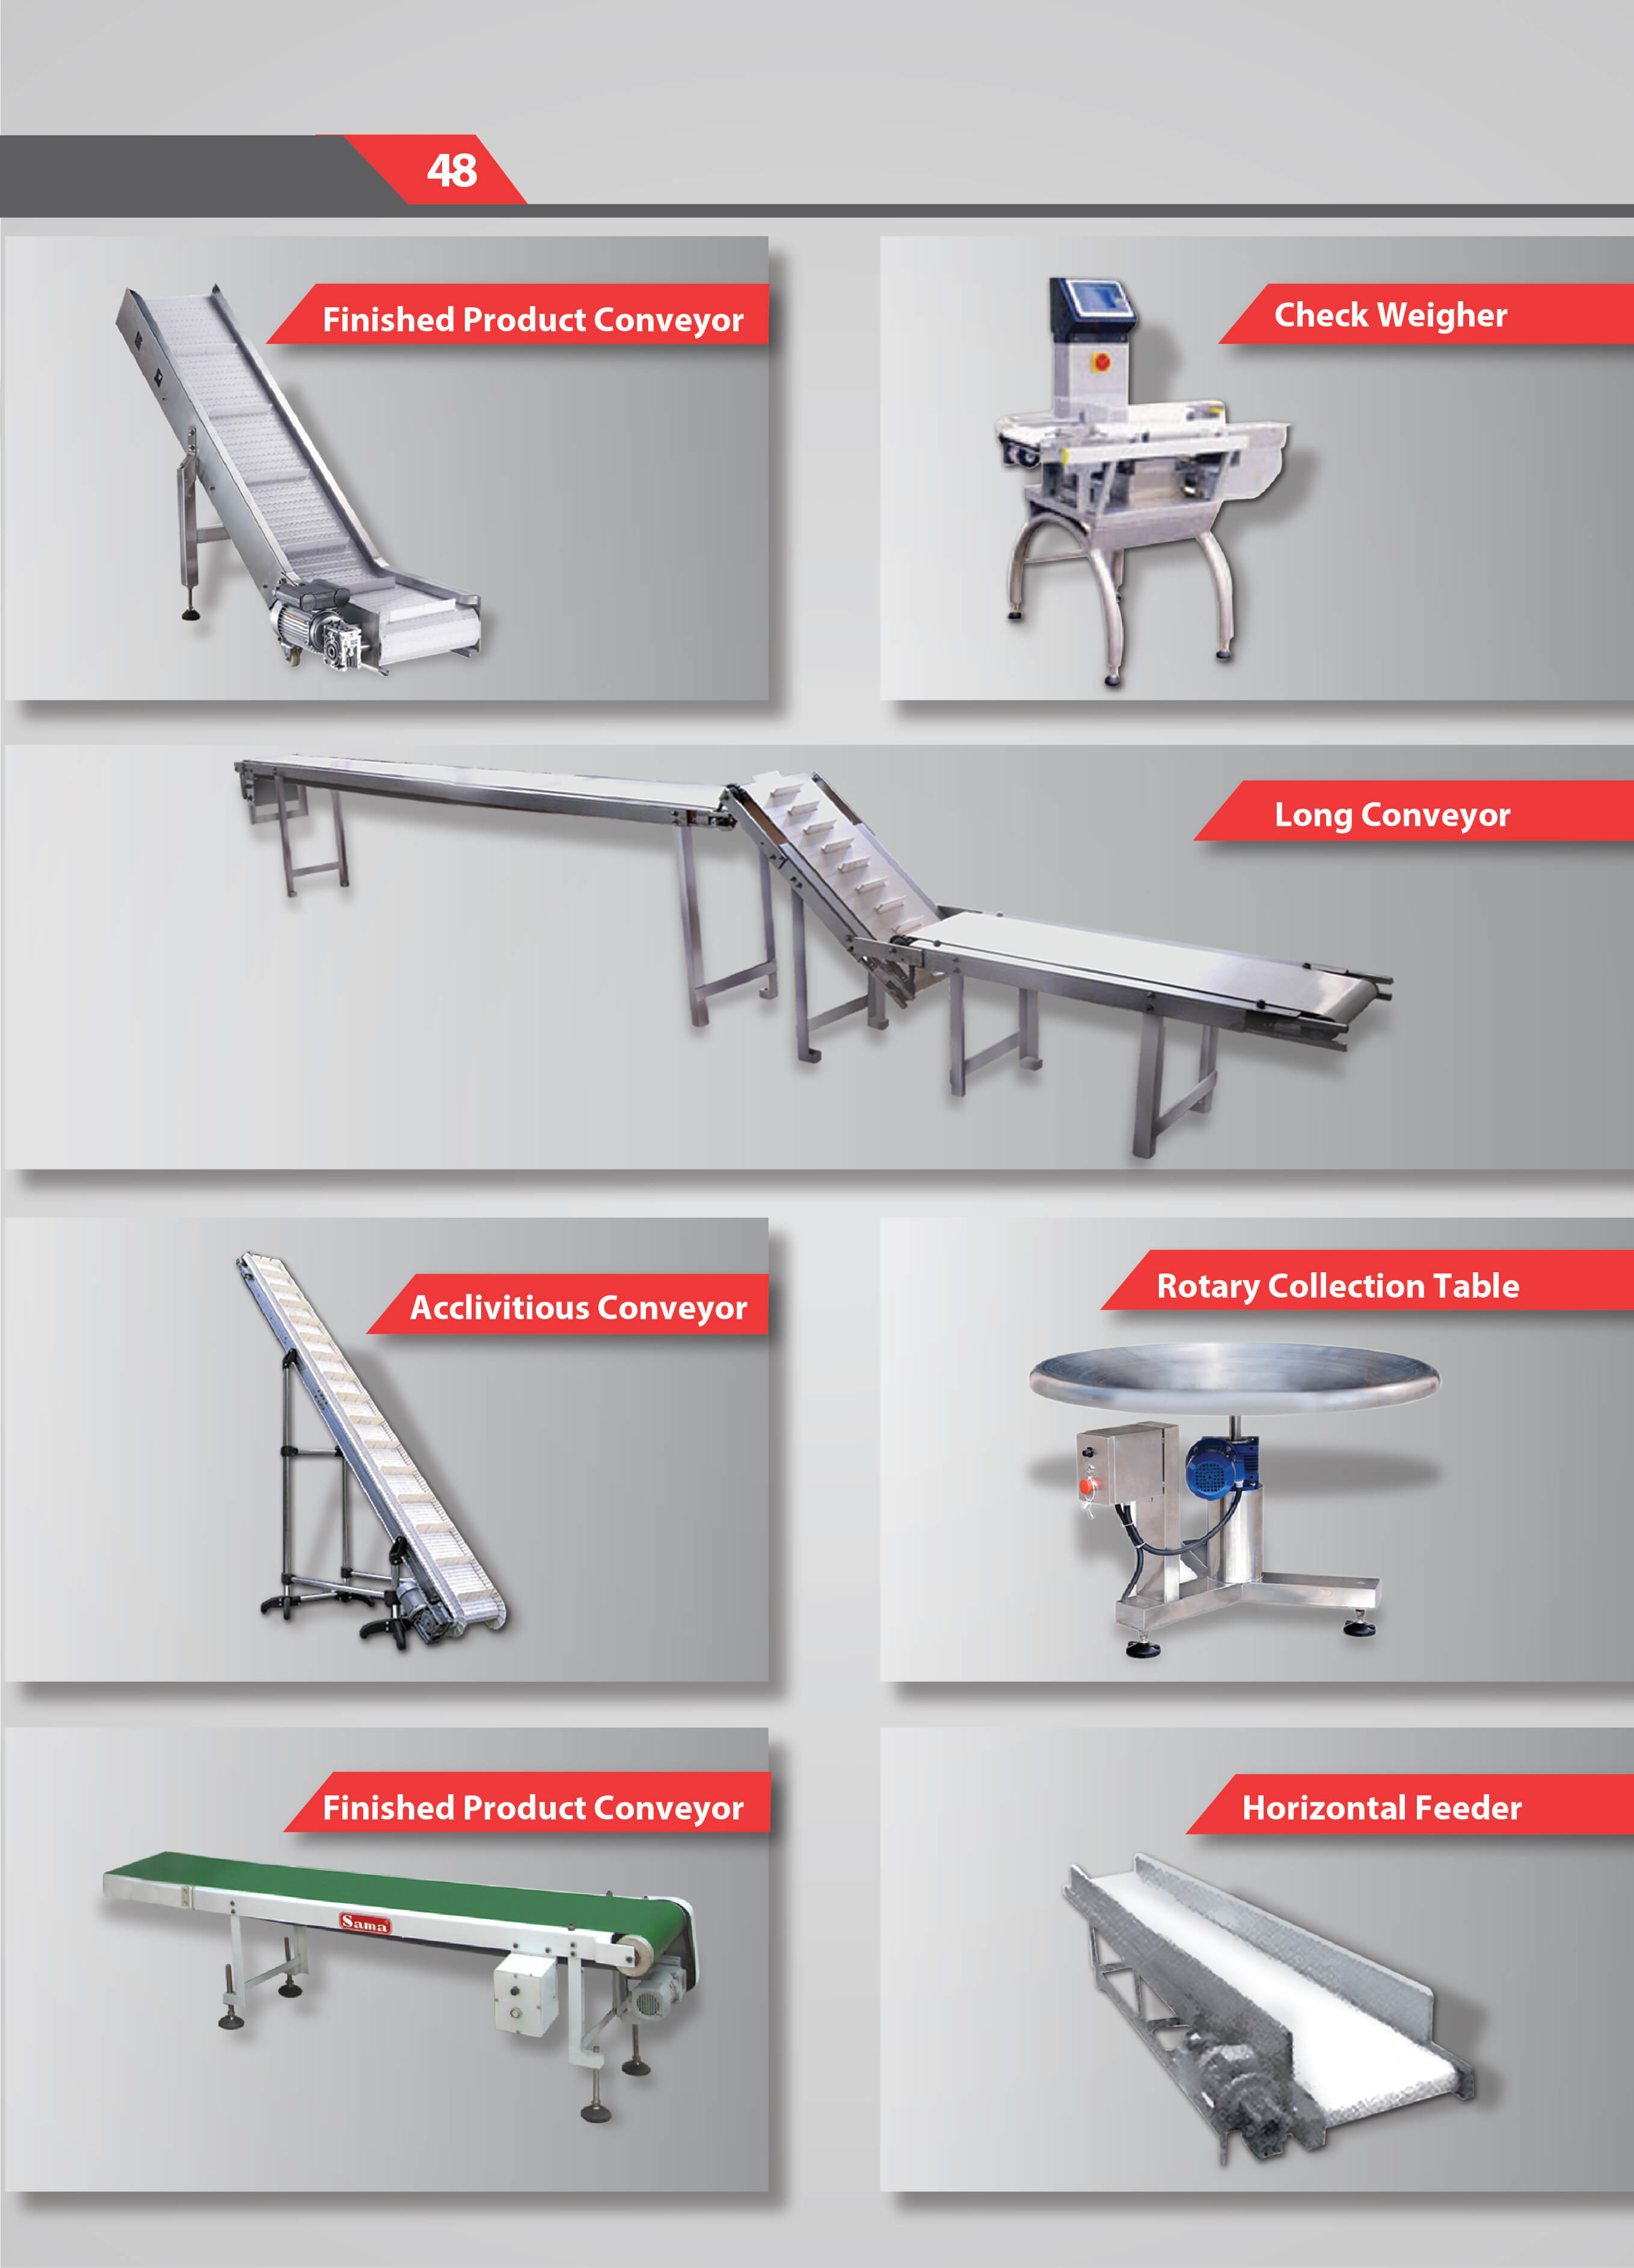 48
Finished Product Conveyor
Check Weigher
Long Conveyor
Acclivitious Conveyor
Rotary Collection Table
Finished Product Conveyor
Sama
Horizontal Feeder